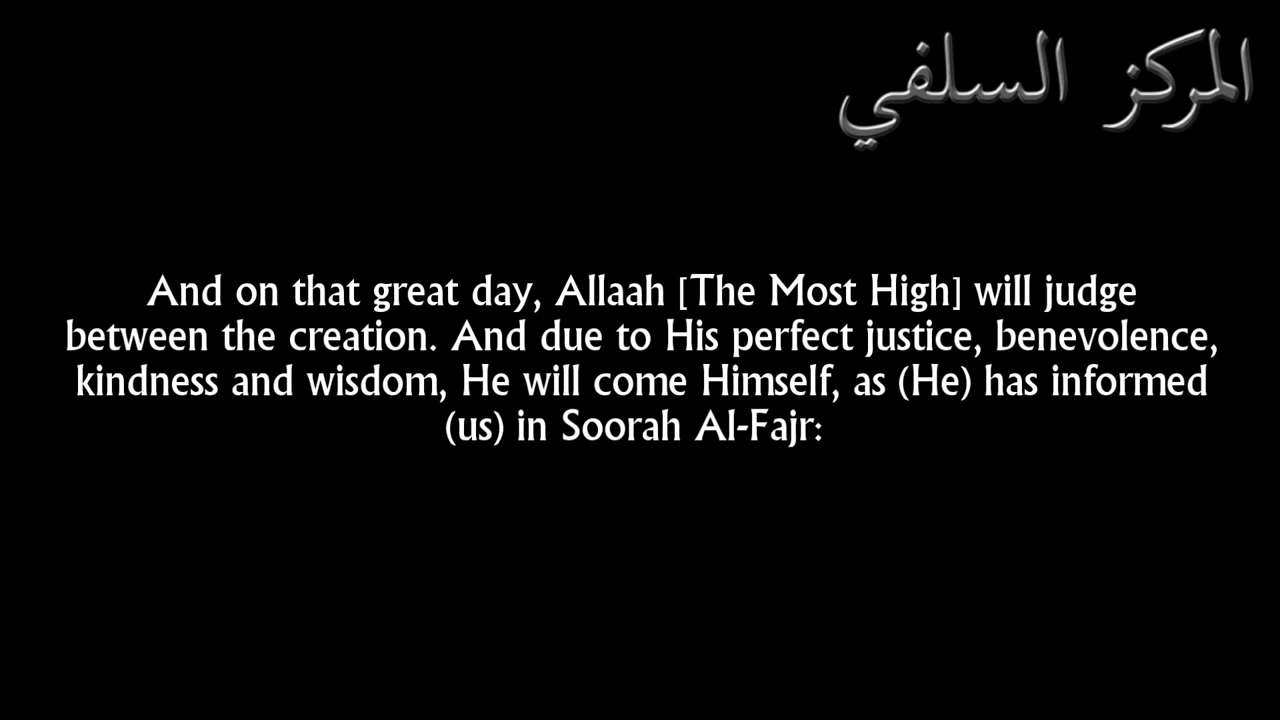 المركز السلفي
And on that great day, Allaah [The Most High] will judge
between the creation. And due to His perfect justice, benevolence,
kindness and wisdom, He will come Himself, as (He) has informed
(us) in Soorah Al-Fajr: